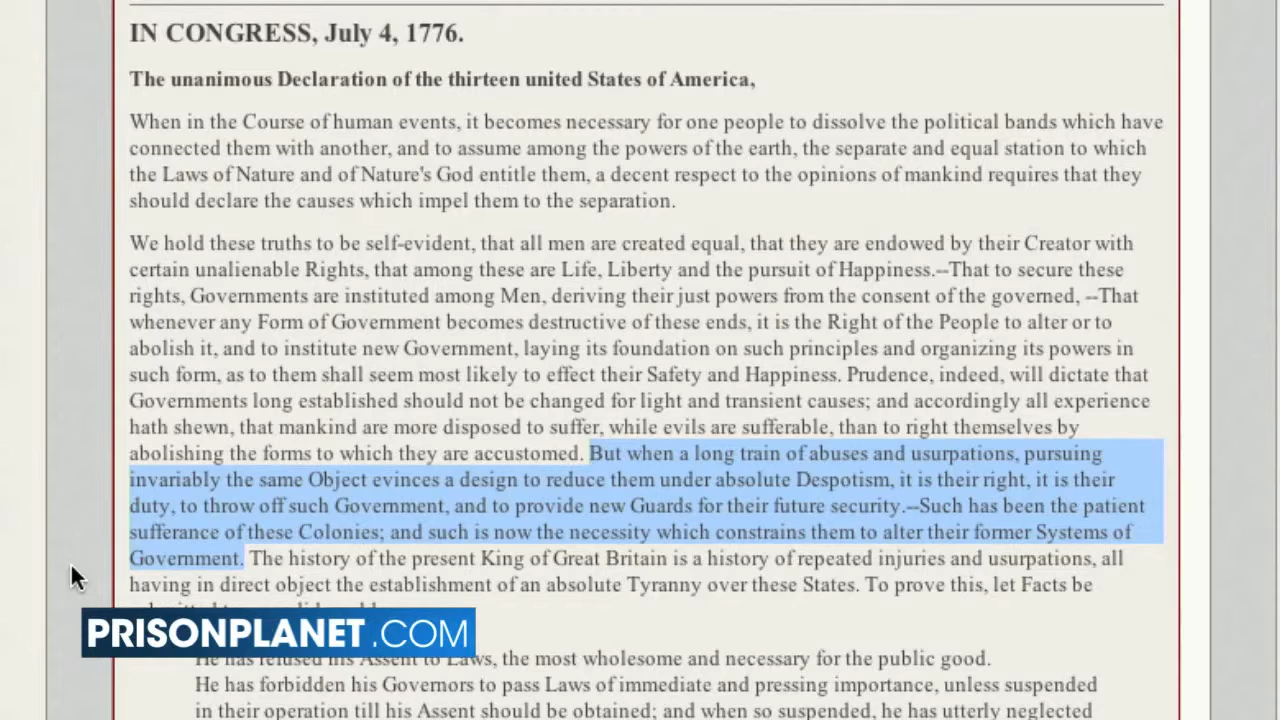 IN CONGRESS, July 4, 1776.
The unanimous Declaration of the thirteen united States of America,
When in the Course of human events, it becomes necessary for one people to dissolve the political bands which have
connected them with another, and to assume among the powers of the earth, the separate and equal station to which
the Laws of Nature and of Nature's God entitle them, a decent respect to the opinions of mankind requires that they
should declare the causes which impel them to the separation.
We hold these truths to be self-evident, that all men are created equal, that they are endowed by their Creator with
certain unalienable Rights, that among these are Life, Liberty and the pursuit of Happiness.--That to secure these
rights, Governments are instituted among Men, deriving their just powers from the consent of the governed, --That
whenever any Form of Government becomes destructive of these ends, it is the Right of the People to alter or to
abolish it, and to institute new Government, laying its foundation on such principles and organizing its powers in
such form, as to them shall seem most likely to effect their Safety and Happiness. Prudence, indeed, will dictate that
Governments long established should not be changed for light and transient causes; and accordingly all experience
hath shewn, that mankind are more disposed to suffer, while evils are sufferable, than to right themselves by
abolishing the forms to which they are accustomed. But when a long train of abuses and usurpations, pursuing
invariably the same Object evinces a design to reduce them under absolute Despotism, it is their right, it is their
duty, to throw off such Government, and to provide new Guards for their future security.--Such has been the patient
sufferance of these Colonies; and such is now the necessity which constrains them to alter their former Systems of
Government. The history of the present King of Great Britain is a history of repeated injuries and usurpations, all
having in direct object the establishment of an absolute Tyranny over these States. To prove this, let Facts be
PRISONPLANET.COM
He has refused his Assent to Laws, the most wholesome and necessary for the public good.
He has forbidden his Governors to pass Laws of immediate and pressing importance, unless suspended
in their operation till his Assent should be obtained; and when so suspended, he has utterly neglected